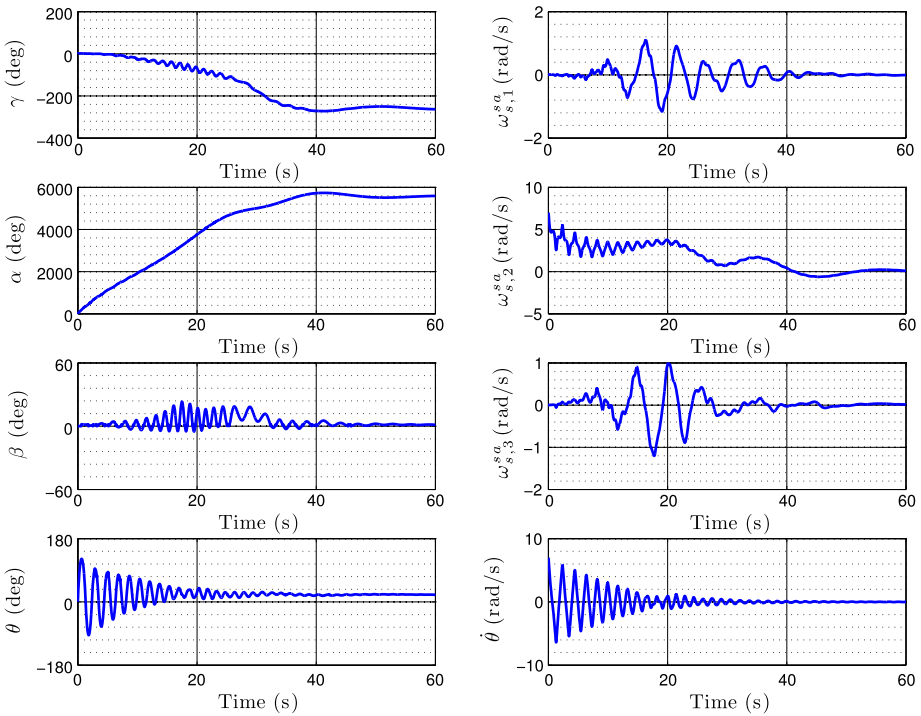 γ (deg)
200
0
−200
−400
0 20 40 60
Time (s)
ω^{sa}_{s,1} (rad/s)
2
0
−2
0 20 40 60
Time (s)
α (deg)
6000
4000
2000
0
0 20 40 60
Time (s)
ω^{sa}_{s,2} (rad/s)
10
5
0
−5
0 20 40 60
Time (s)
β (deg)
60
0
−60
0 20 40 60
Time (s)
ω^{sa}_{s,3} (rad/s)
1
0
−1
−2
0 20 40 60
Time (s)
θ (deg)
180
0
−180
0 20 40 60
Time (s)
θ̇ (rad/s)
10
0
−10
0 20 40 60
Time (s)